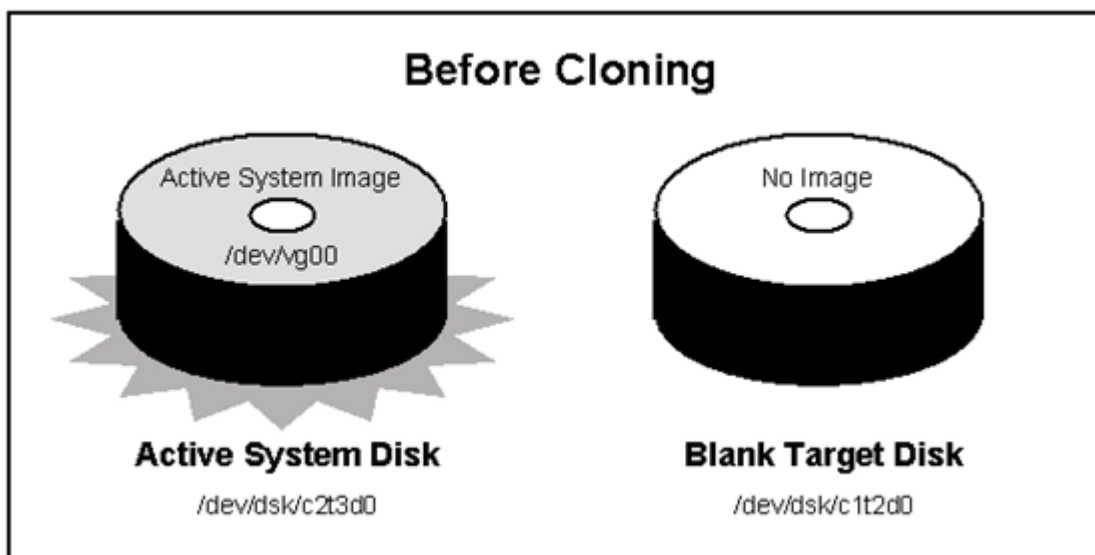 Before Cloning
Active System Image
/dev/vg00
No Image
Active System Disk
/dev/dsk/c2t3d0
Blank Target Disk
/dev/dsk/c1t2d0